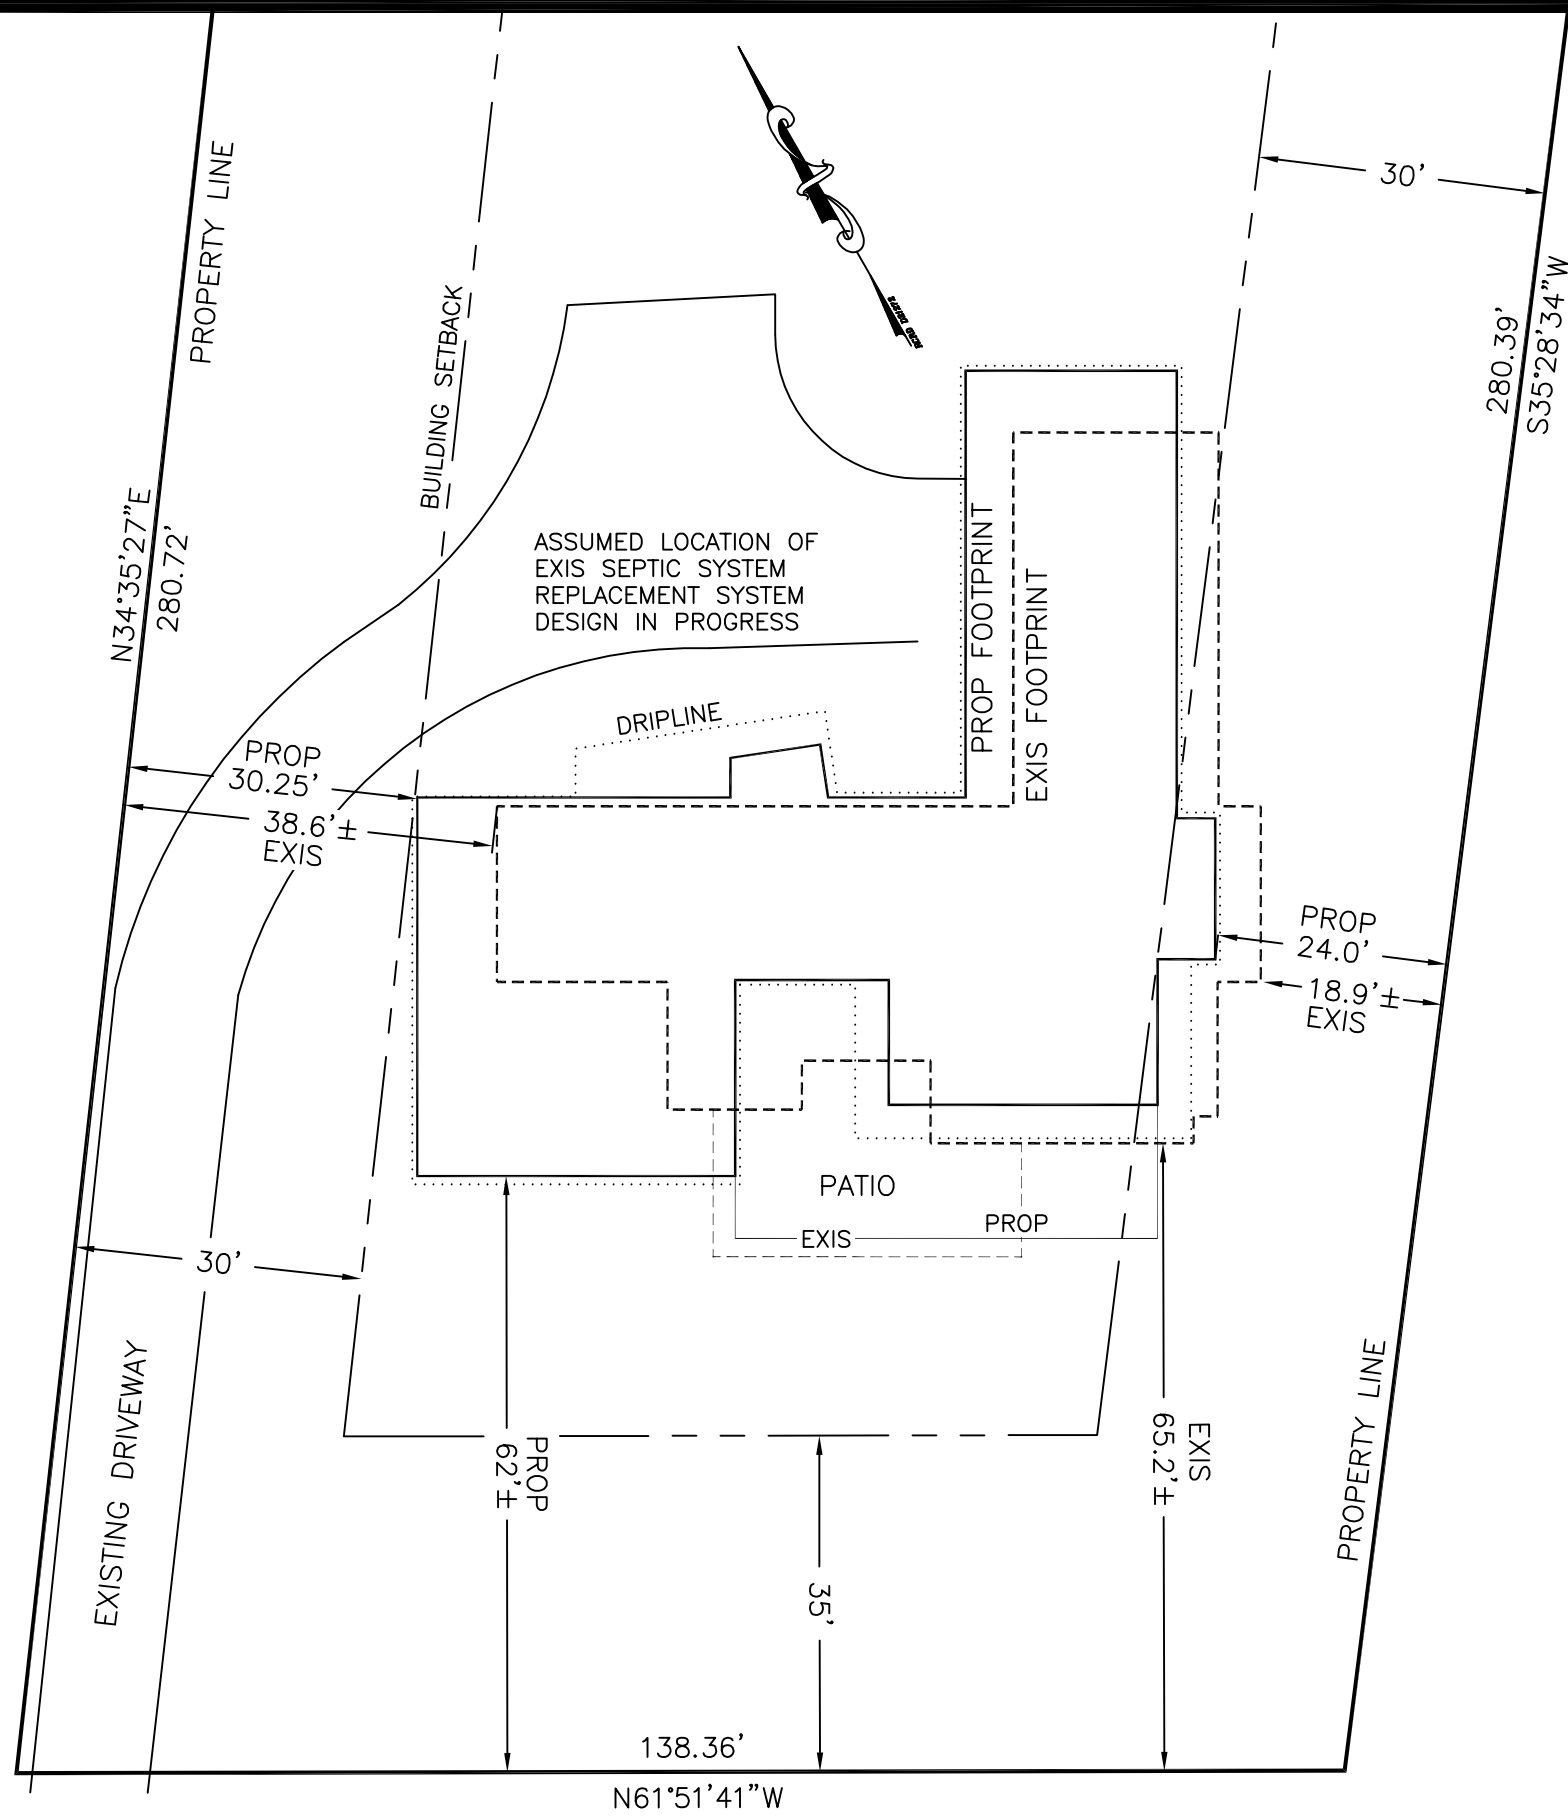 30'
PROPERTY LINE
BUILDING SETBACK
280.39'
S35°28'34"W
N34°35'27"E
280.72'
ASSUMED LOCATION OF
EXIS SEPTIC SYSTEM
REPLACEMENT SYSTEM
DESIGN IN PROGRESS
PROP FOOTPRINT
EXIS FOOTPRINT
DRIPLINE
PROP
30.25'
38.6'±
EXIS
PROP
24.0'
18.9'±
EXIS
PATIO
PROP
EXIS
30'
EXISTING DRIVEWAY
PROP
62'±
35'
EXIS
65.2'±
PROPERTY LINE
138.36'
N61°51'41"W